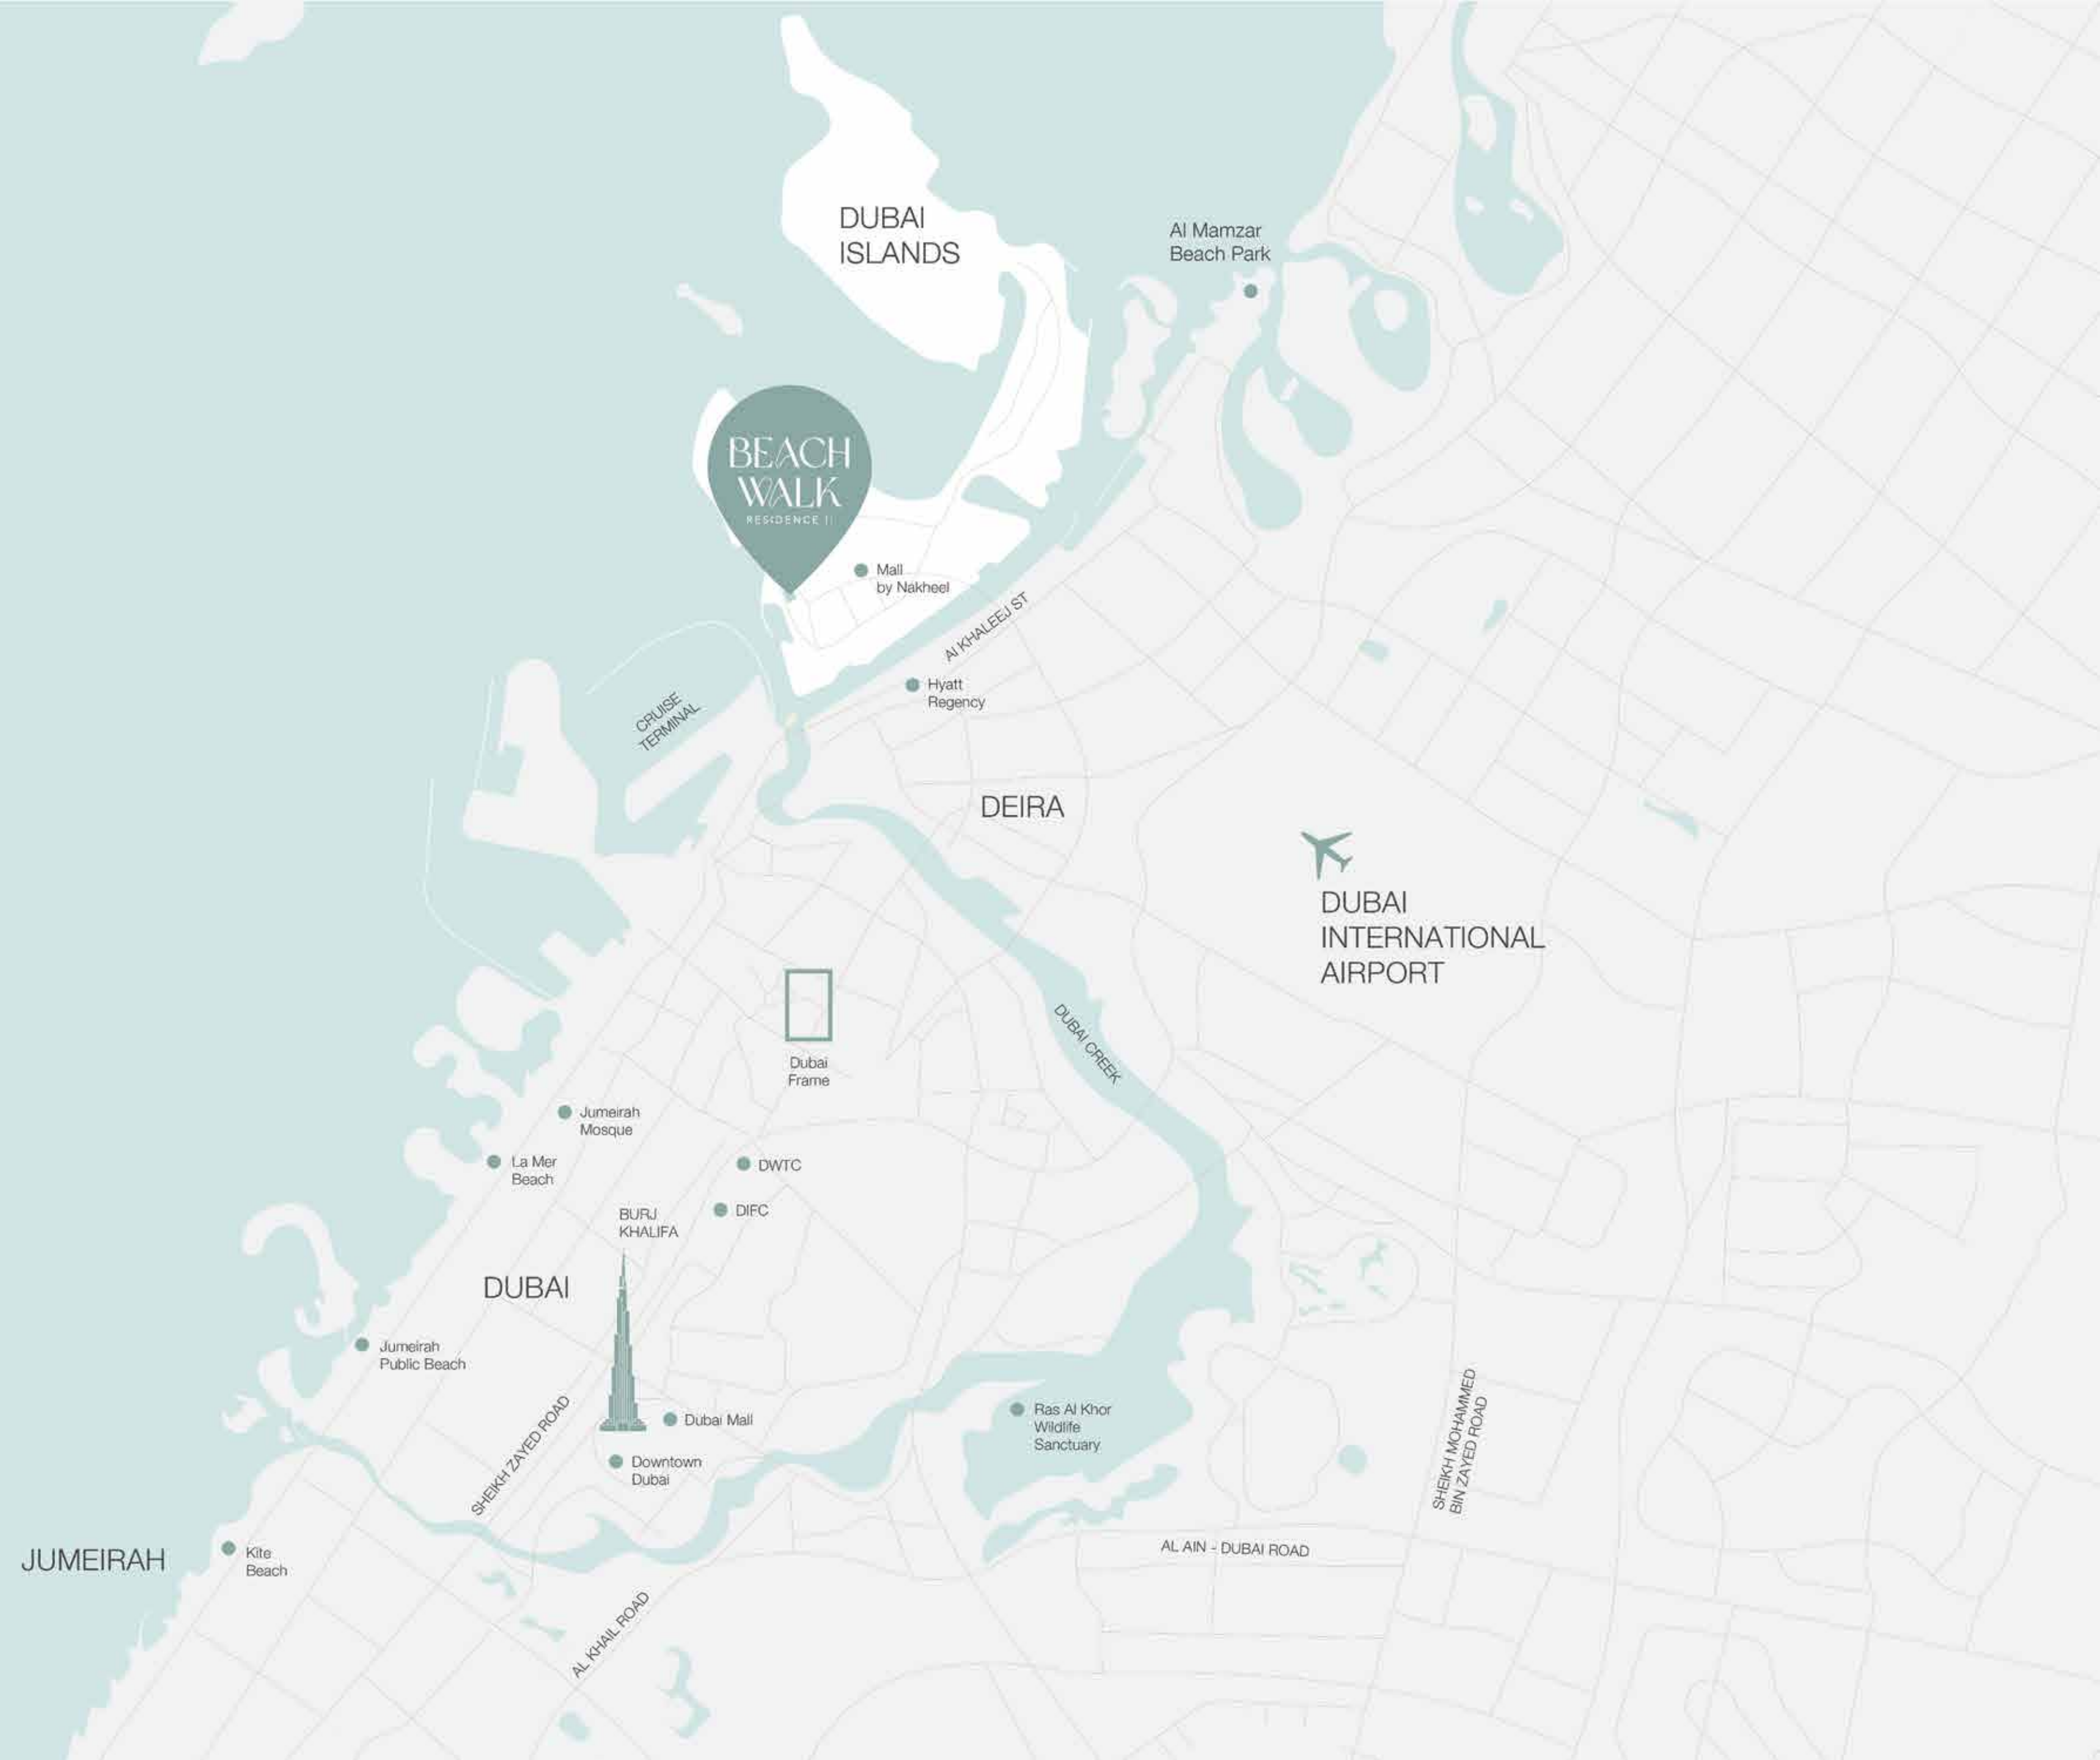 DUBAI
ISLANDS
Al Mamzar
Beach Park
BEACH
WALK
RESIDENCE II
Mall
by Nakheel
Al KHALEEJ ST
Hyatt
Regency
CRUISE
TERMINAL
DEIRA
DUBAI
INTERNATIONAL
AIRPORT
DUBAI CREEK
Dubai
Frame
Jumeirah
Mosque
La Mer
Beach
DWTC
DIFC
BURJ
KHALIFA
DUBAI
Jumeirah
Public Beach
SHEIKH ZAYED ROAD
Dubai Mall
Downtown
Dubai
Ras Al Khor
Wildlife
Sanctuary
SHEIKH MOHAMMED
BIN ZAYED ROAD
AL AIN - DUBAI ROAD
JUMEIRAH
Kite
Beach
AL KHAIL ROAD